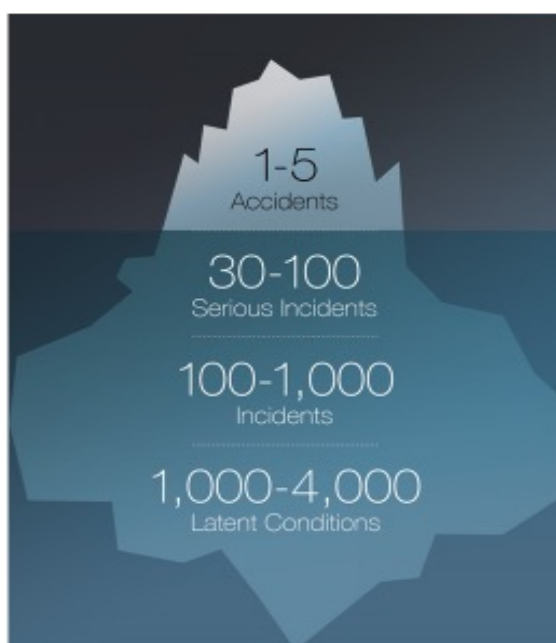 1-5
Accidents
30-100
Serious Incidents
100-1,000
Incidents
1,000-4,000
Latent Conditions